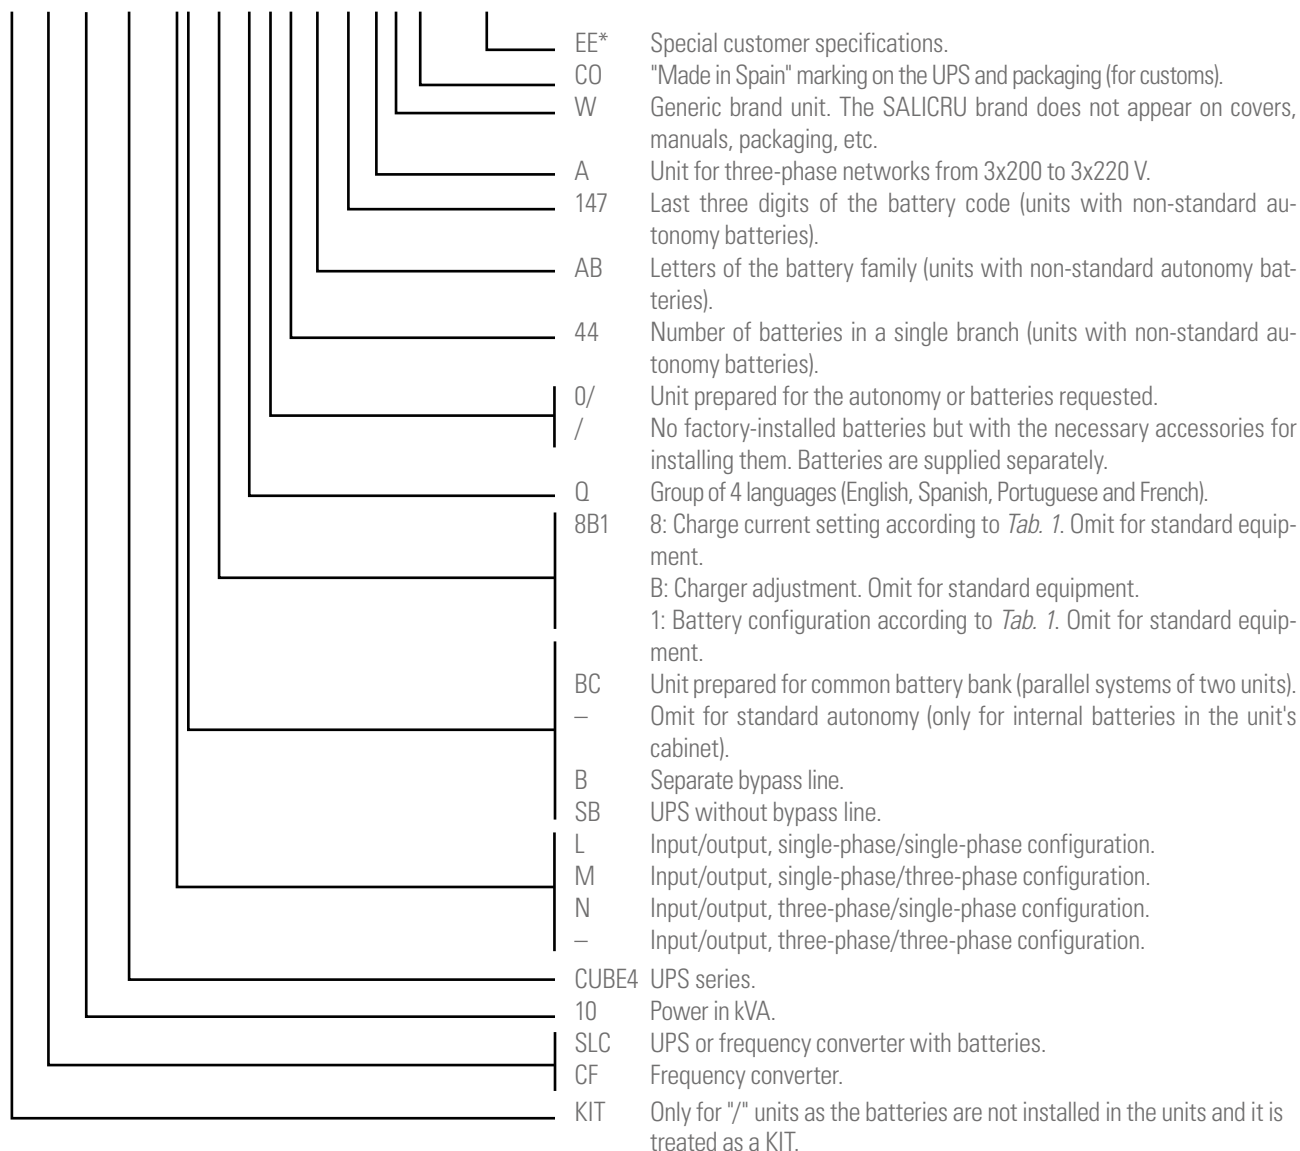 EE* Special customer specifications.
CO "Made in Spain" marking on the UPS and packaging (for customs).
W Generic brand unit. The SALICRU brand does not appear on covers,
manuals, packaging, etc.
A Unit for three-phase networks from 3x200 to 3x220 V.
147 Last three digits of the battery code (units with non-standard au-
tonomy batteries).
AB Letters of the battery family (units with non-standard autonomy bat-
teries).
44 Number of batteries in a single branch (units with non-standard au-
tonomy batteries).
0/ Unit prepared for the autonomy or batteries requested.
/ No factory-installed batteries but with the necessary accessories for
installing them. Batteries are supplied separately.
Q Group of 4 languages (English, Spanish, Portuguese and French).
8B1 8: Charge current setting according to Tab. 1. Omit for standard equip-
ment.
B: Charger adjustment. Omit for standard equipment.
1: Battery configuration according to Tab. 1. Omit for standard equip-
ment.
BC Unit prepared for common battery bank (parallel systems of two units).
– Omit for standard autonomy (only for internal batteries in the unit's
cabinet).
B Separate bypass line.
SB UPS without bypass line.
L Input/output, single-phase/single-phase configuration.
M Input/output, single-phase/three-phase configuration.
N Input/output, three-phase/single-phase configuration.
– Input/output, three-phase/three-phase configuration.
CUBE4 UPS series.
10 Power in kVA.
SLC UPS or frequency converter with batteries.
CF Frequency converter.
KIT Only for "/" units as the batteries are not installed in the units and it is
treated as a KIT.